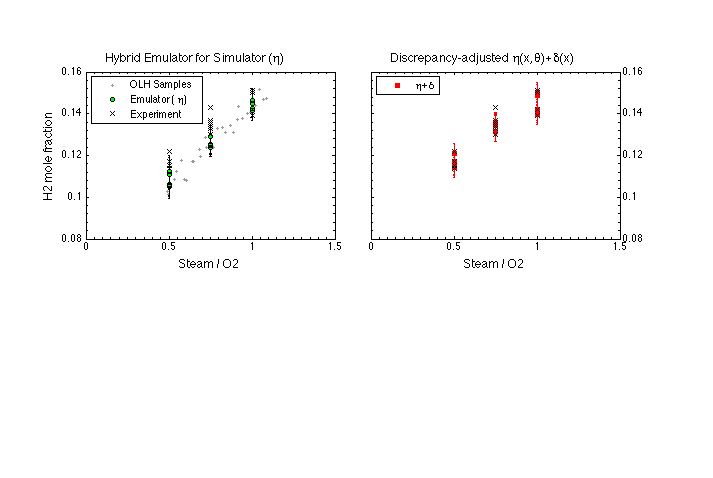 Hybrid Emulator for Simulator (η)
0.16
0.14
0.12
0.1
0.08
H2 mole fraction
OLH Samples
Emulator ( η)
Experiment
0
0.5
1
1.5
Steam / O2
Discrepancy-adjusted η(x, θ)+δ(x)
η+δ
0.16
0.14
0.12
0.1
0.08
0
0.5
1
1.5
Steam / O2